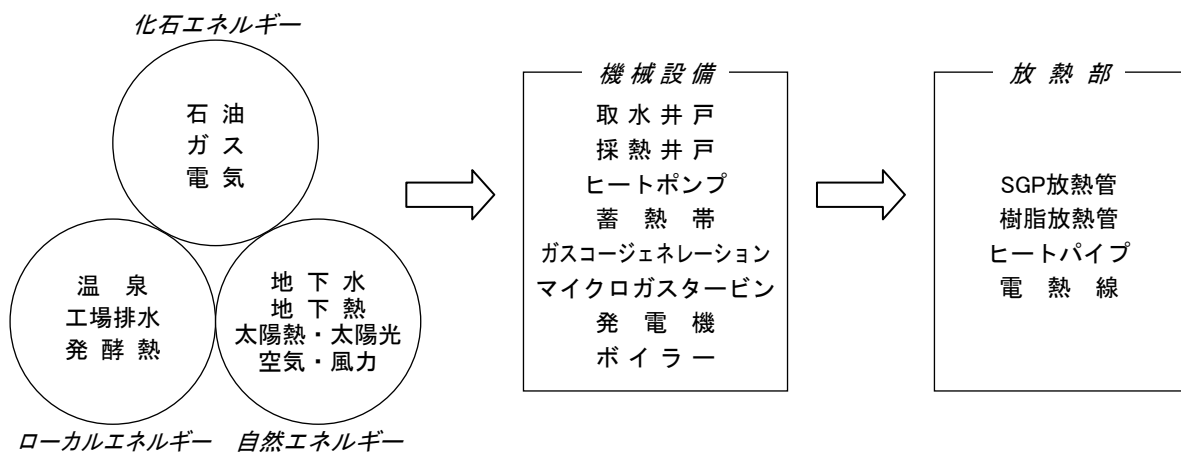 化石エネルギー
石油
ガス
電気
温泉
工場排水
発酵熱
ローカルエネルギー
地下水
地下熱
太陽熱・太陽光
空気・風力
自然エネルギー
機械設備
取水井戸
採熱井戸
ヒートポンプ
蓄熱帯
ガスコージェネレーション
マイクロガスタービン
発電機
ボイラー
放熱部
SGP放熱管
樹脂放熱管
ヒートパイプ
電熱線